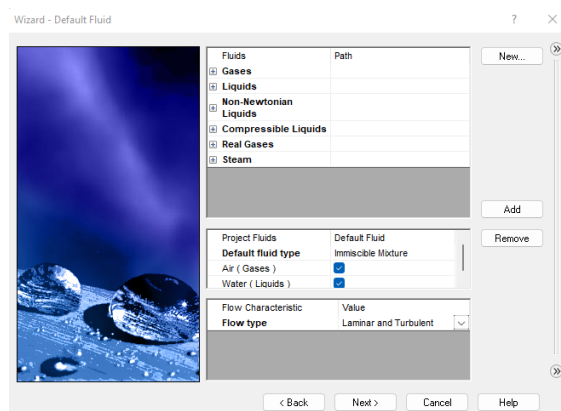 Wizard - Default Fluid
?
Fluids Path
New...
Gases
Liquids
Non-Newtonian
Liquids
Compressible Liquids
Real Gases
Steam
Add
Project Fluids Default Fluid
Remove
Default fluid type Immiscible Mixture
Air ( Gases )
Water ( Liquids )
Flow Characteristic Value
Flow type Laminar and Turbulent
< Back Next > Cancel Help